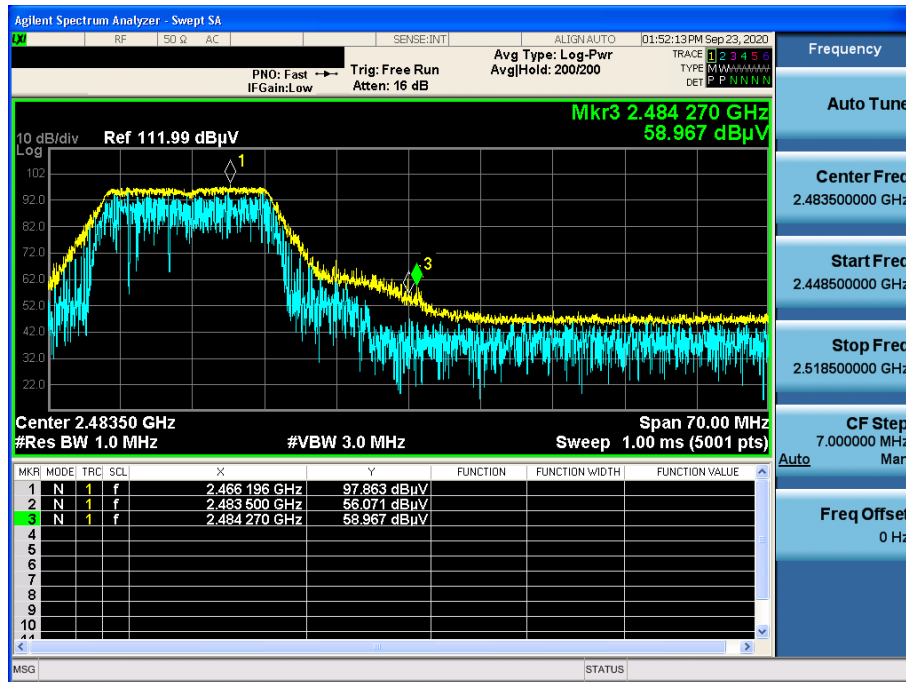 Agilent Spectrum Analyzer - Swept SA
LXI RF 50 Ω AC SENSE:INT ALIGN AUTO 01:52:13 PM Sep 23, 2020
Frequency
PNO: Fast Trig: Free Run Avg Type: Log-Pwr TRACE 1 2 3 4 5 6
IFGain:Low Atten: 16 dB Avg|Hold: 200/200 TYPE M W
DET P P N N N N
Auto Tune
Mkr3 2.484 270 GHz
10 dB/div Ref 111.99 dBµV 58.967 dBµV
Log
1
102
92.0
82.0
72.0
3
62.0
52.0
42.0
32.0
22.0
Center Freq
2.483500000 GHz
Start Freq
2.448500000 GHz
Stop Freq
2.518500000 GHz
Center 2.48350 GHz Span 70.00 MHz
#Res BW 1.0 MHz #VBW 3.0 MHz Sweep 1.00 ms (5001 pts)
CF Step
7.000000 MHz
Auto Man
MKR MODE TRC SCL X Y FUNCTION FUNCTION WIDTH FUNCTION VALUE
1 N 1 f 2.466 196 GHz 97.863 dBµV
2 N 1 f 2.483 500 GHz 56.071 dBµV
3 N 1 f 2.484 270 GHz 58.967 dBµV
4
5
6
7
8
9
10
Freq Offset
0 Hz
MSG STATUS